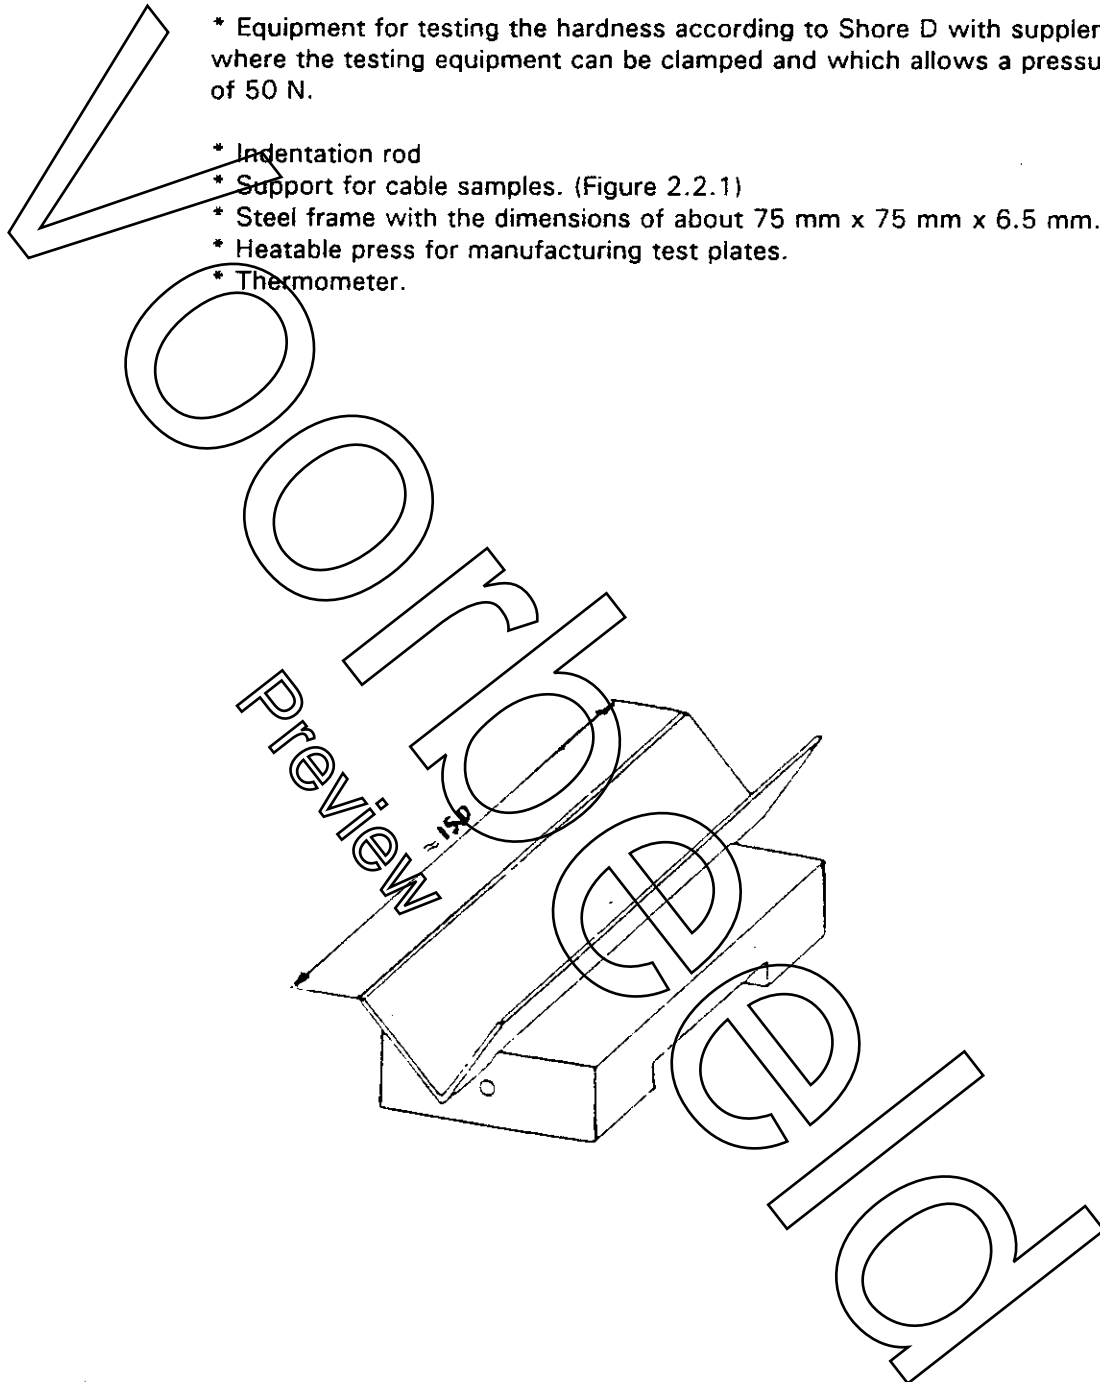 * Equipment for testing the hardness according to Shore D with
where the testing equipment can be clamped and which allows a
of 50 N.
* Indentation rod
* Support for cable samples. (Figure 2.2.1)
* Steel frame with the dimensions of about 75 mm x 75 mm x 6.5 mm.
* Heatable press for manufacturing test plates.
* Thermometer.
Voorbeeld
Preview
≈ 150